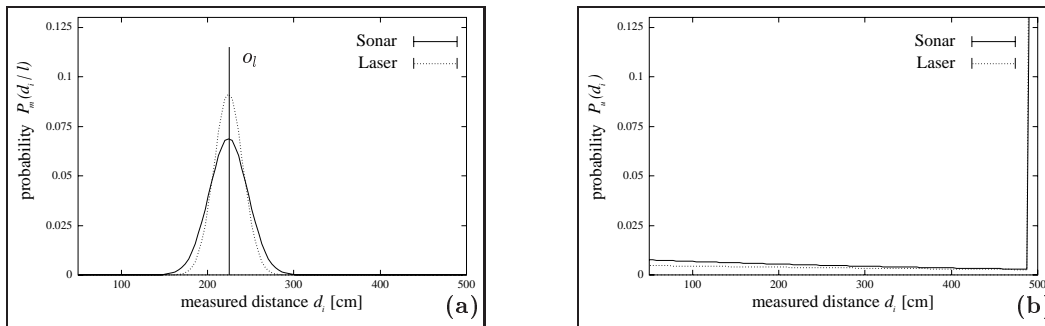 0.125
0.1
0.075
0.05
0.025
0
100 200 300 400 500
probability P_m(d_i / l)
measured distance d_i [cm]
Sonar
Laser
o_l
(a)
0.125
0.1
0.075
0.05
0.025
0
100 200 300 400 500
probability P_u(d_i)
measured distance d_i [cm]
Sonar
Laser
(b)